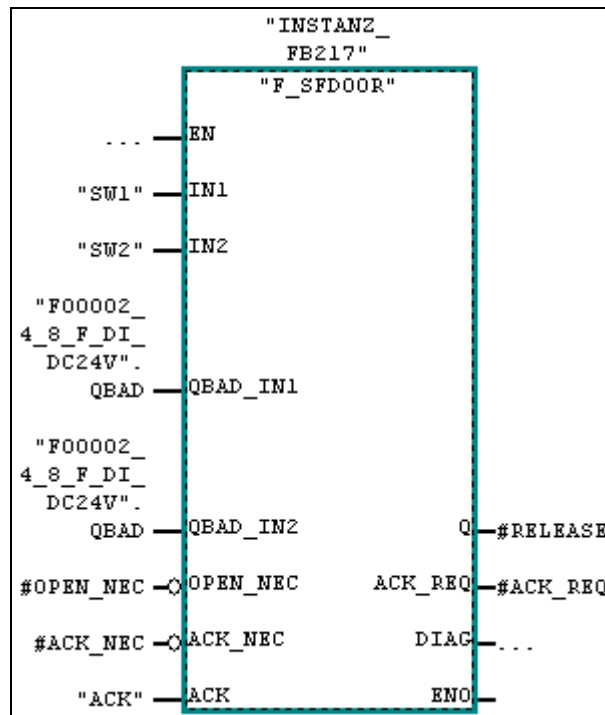 "INSTANZ_
FB217"
"F_SFDOOR"
... EN
"SW1" IN1
"SW2" IN2
"F00002_
4_8_F_DI_
DC24V".
QBAD QBAD_IN1
"F00002_
4_8_F_DI_
DC24V".
QBAD QBAD_IN2 Q #RELEASE
#OPEN_NEC OPEN_NEC ACK_REQ #ACK_REQ
#ACK_NEC ACK_NEC DIAG ...
"ACK" ACK ENO